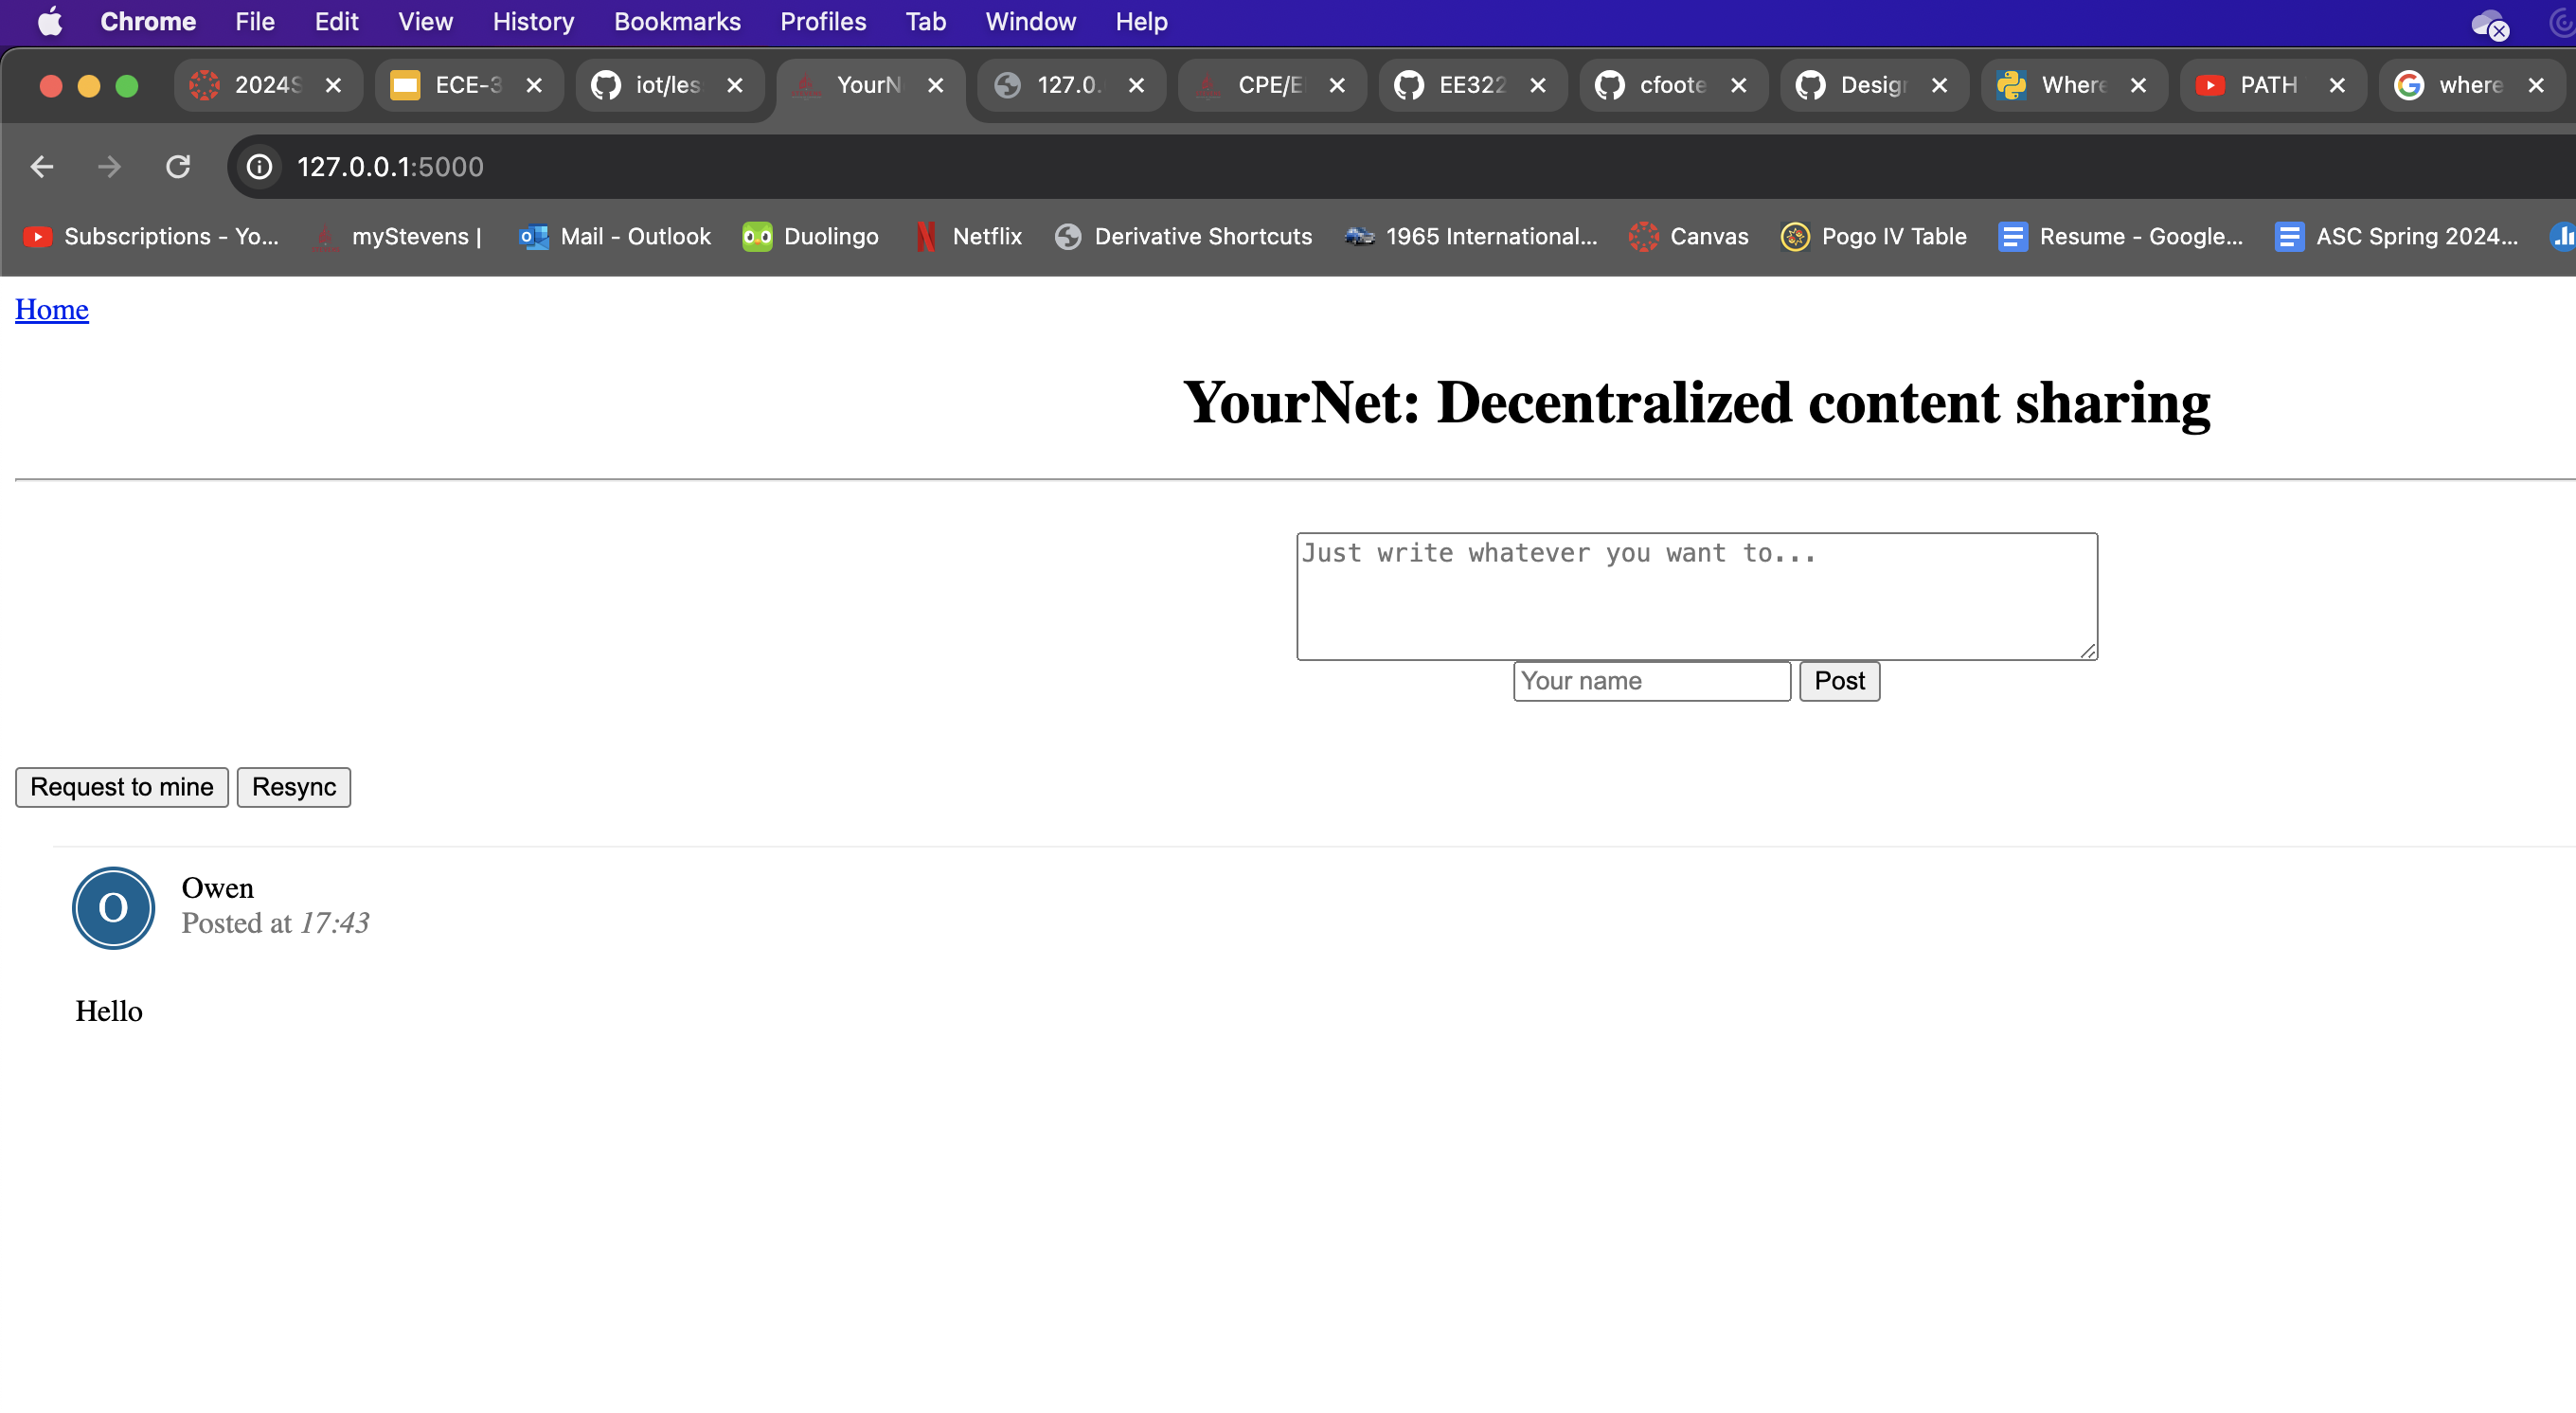 Chrome File Edit View History Bookmarks Profiles Tab Window Help
2024S ECE-3 iot/les YourN 127.0. CPE/E EE322 cfoote Design Where PATH where
127.0.0.1:5000
Subscriptions - Yo... myStevens | Mail - Outlook Duolingo Netflix Derivative Shortcuts 1965 International... Canvas Pogo IV Table Resume - Google... ASC Spring 2024...
Home
YourNet: Decentralized content sharing
Just write whatever you want to...
Your name Post
Request to mine Resync
O
Owen
Posted at 17:43
Hello